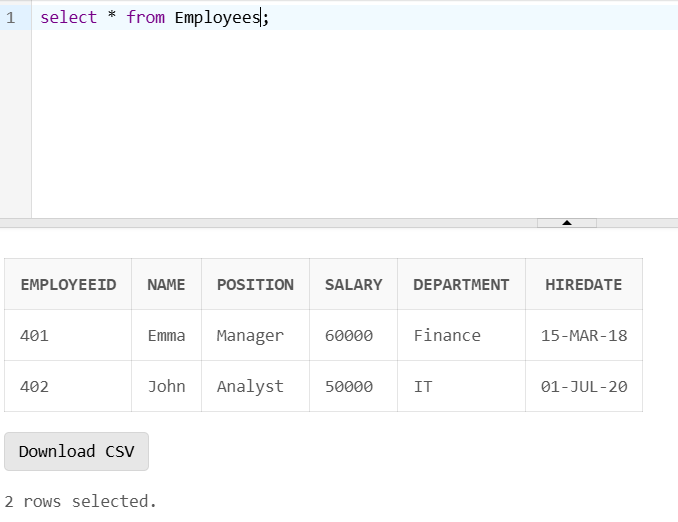 1 select * from Employees;
EMPLOYEEID NAME POSITION SALARY DEPARTMENT HIREDATE
401 Emma Manager 60000 Finance 15-MAR-18
402 John Analyst 50000 IT 01-JUL-20
Download CSV
2 rows selected.